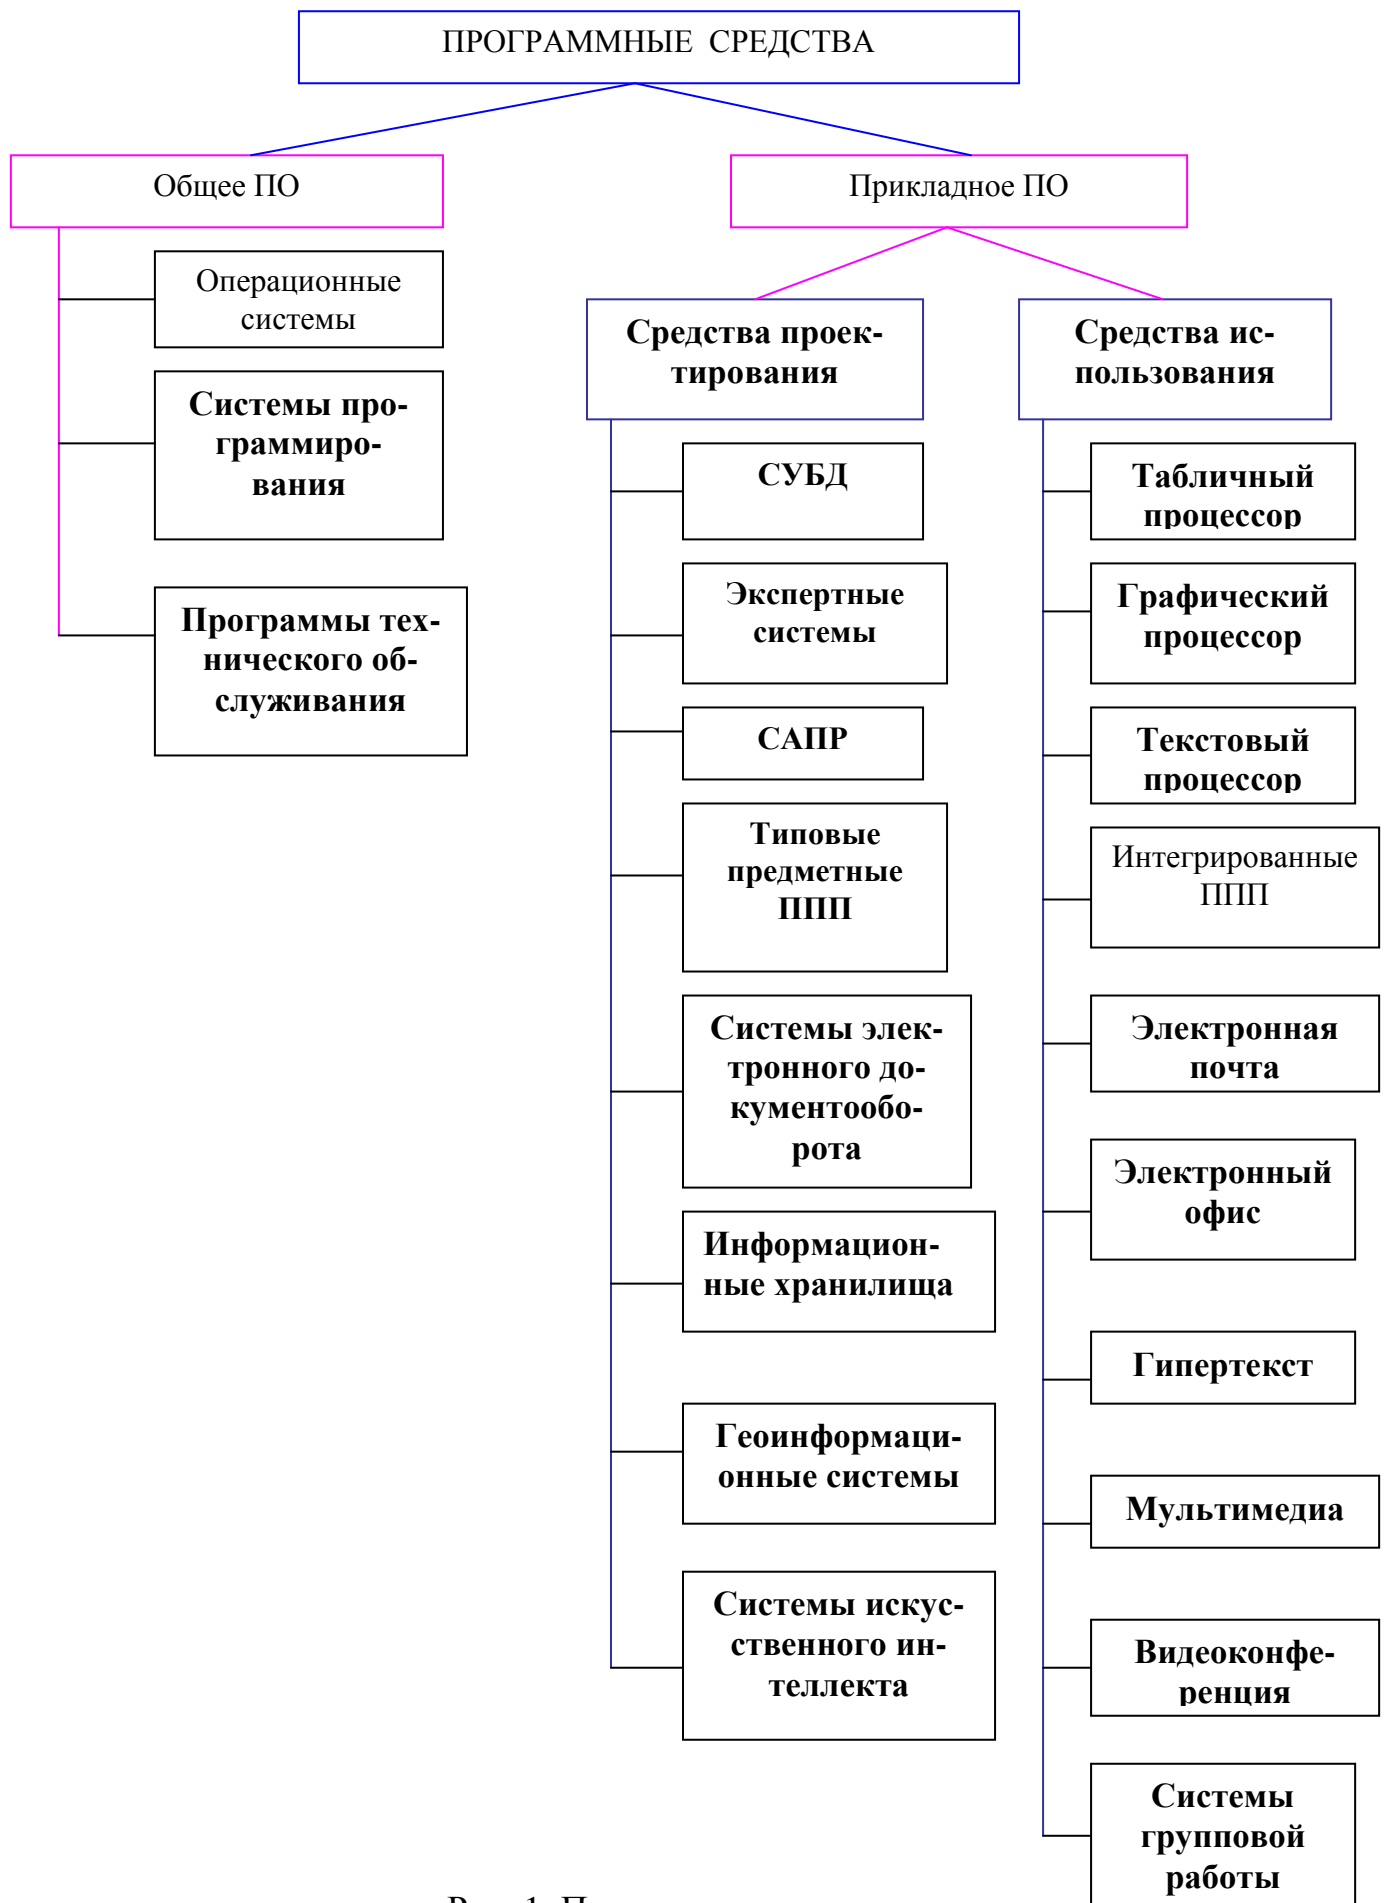 ПРОГРАММНЫЕ СРЕДСТВА
Общее ПО
Прикладное ПО
Операционные
системы
Системы про-
граммиро-
вания
Программы тех-
нического об-
служивания
Средства проек-
тирования
СУБД
Экспертные
системы
САПР
Типовые
предметные
ППП
Системы элек-
тронного до-
кументообо-
рота
Информацион-
ные хранилища
Геоинформаци-
онные системы
Системы искус-
ственного ин-
теллекта
Средства ис-
пользования
Табличный
процессор
Графический
процессор
Текстовый
процессор
Интегрированные
ППП
Электронная
почта
Электронный
офис
Гипертекст
Мультимедиа
Видеоконфе-
ренция
Системы
групповой
работы